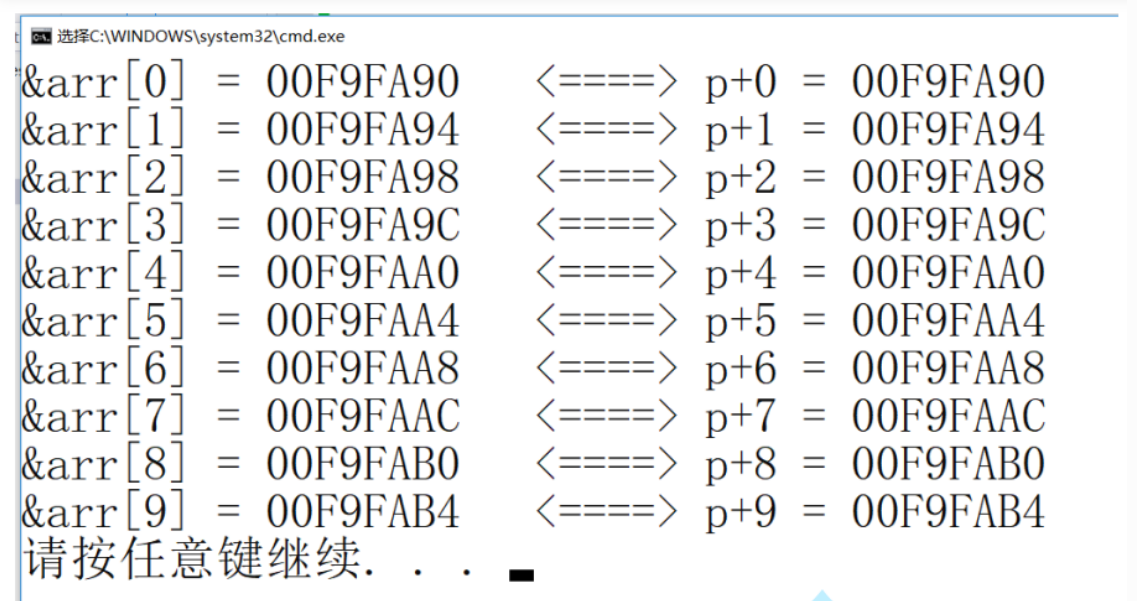 选择C:\WINDOWS\system32\cmd.exe
&arr[0] = 00F9FA90 <====> p+0 = 00F9FA90
&arr[1] = 00F9FA94 <====> p+1 = 00F9FA94
&arr[2] = 00F9FA98 <====> p+2 = 00F9FA98
&arr[3] = 00F9FA9C <====> p+3 = 00F9FA9C
&arr[4] = 00F9FAA0 <====> p+4 = 00F9FAA0
&arr[5] = 00F9FAA4 <====> p+5 = 00F9FAA4
&arr[6] = 00F9FAA8 <====> p+6 = 00F9FAA8
&arr[7] = 00F9FAAC <====> p+7 = 00F9FAAC
&arr[8] = 00F9FAB0 <====> p+8 = 00F9FAB0
&arr[9] = 00F9FAB4 <====> p+9 = 00F9FAB4
请按任意键继续. . .